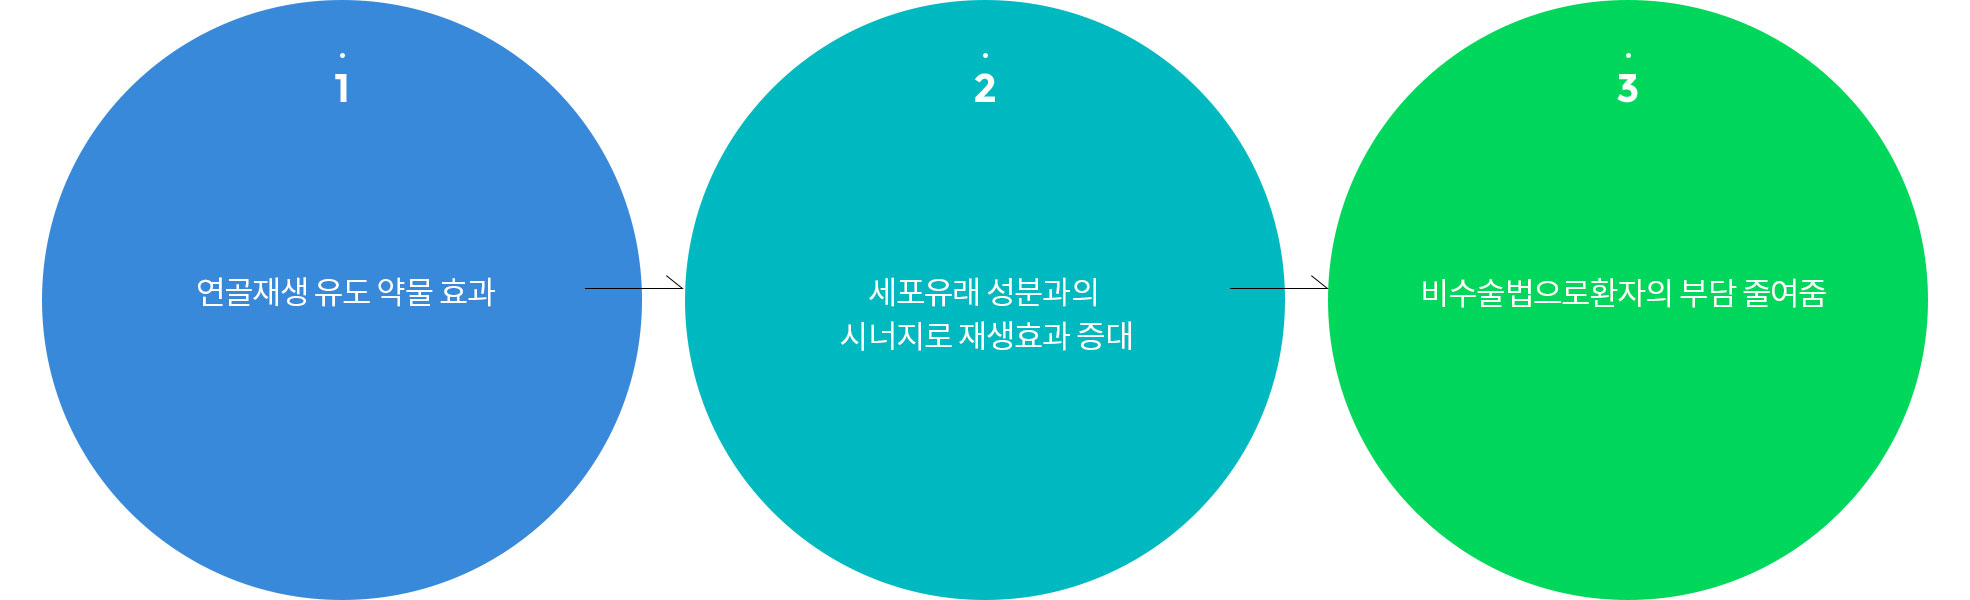 1
연골재생 유도 약물 효과
2
세포유래 성분과의
시너지로 재생효과 증대
3
비수술법으로환자의 부담 줄여줌